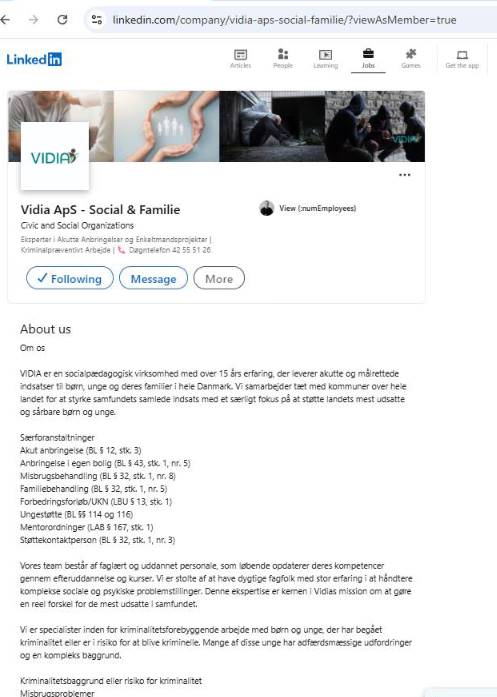 linkedin.com/company/vidia-aps-social-familie/?viewAsMember=true
Linked in
Articles
People
Learning
Jobs
Games
Get the app
VIDIA
VIDIA
Vidia ApS - Social & Familie
View (:numEmployees)
Civic and Social Organizations
Eksperter i Akutte Anbringelser og Enkeltmandsprojekter |
Kriminalpræventivt Arbejde | 📞 Døgntelefon 42 55 51 26
✓ Following
Message
More
About us
Om os
VIDIA er en socialpædagogisk virksomhed med over 15 års erfaring, der leverer akutte og målrettede
indsatser til børn, unge og deres familier i hele Danmark. Vi samarbejder tæt med kommuner over hele
landet for at styrke samfundets samlede indsats med et særligt fokus på at støtte landets mest udsatte
og sårbare børn og unge.
Særforanstaltninger
Akut anbringelse (BL § 12, stk. 3)
Anbringelse i egen bolig (BL § 43, stk. 1, nr. 5)
Misbrugsbehandling (BL § 32, stk. 1, nr. 8)
Familiebehandling (BL § 32, stk. 1, nr. 5)
Forbedringsforløb/UKN (LBU § 13, stk. 1)
Ungestøtte (BL §§ 114 og 116)
Mentorordninger (LAB § 167, stk. 1)
Støttekontaktperson (BL § 32, stk. 1, nr. 3)
Vores team består af faglært og uddannet personale, som løbende opdaterer deres kompetencer
gennem efteruddannelse og kurser. Vi er stolte af at have dygtige fagfolk med stor erfaring i at håndtere
komplekse sociale og psykiske problemstillinger. Denne ekspertise er kernen i Vidias mission om at gøre
en reel forskel for de mest udsatte i samfundet.
Vi er specialister inden for kriminalitetsforebyggende arbejde med børn og unge, der har begået
kriminalitet eller er i risiko for at blive kriminelle. Mange af disse unge har adfærdsmæssige udfordringer
og en kompleks baggrund.
Kriminalitetsbaggrund eller risiko for kriminalitet
Misbrugsproblemer